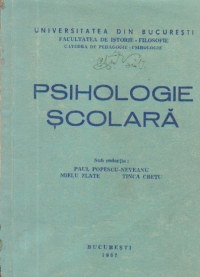 UNIVERSITATEA DIN BUCUREȘTI
FACULTATEA DE ISTORIE - FILOSOFIE
CATEDRA DE PEDAGOGIE - PSIHOLOGIE
PSIHOLOGIE
ȘCOLARĂ
Sub redacția:
PAUL POPESCU-NEVEANU
MIELU ZLATE TINCA CREȚU
BUCUREȘTI
1987